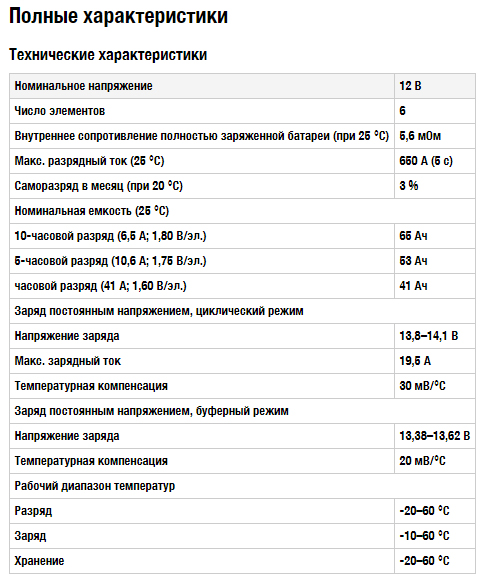 Полные характеристики
Технические характеристики
Номинальное напряжение 12 В
Число элементов 6
Внутреннее сопротивление полностью заряженной батареи (при 25 °C) 5,6 мОм
Макс. разрядный ток (25 °C) 650 А (5 с)
Саморазряд в месяц (при 20 °C) 3 %
Номинальная емкость (25 °C)
10-часовой разряд (6,5 А; 1,80 В/эл.) 65 Ач
5-часовой разряд (10,6 А; 1,75 В/эл.) 53 Ач
часовой разряд (41 А; 1,60 В/эл.) 41 Ач
Заряд постоянным напряжением, циклический режим
Напряжение заряда 13,8–14,1 В
Макс. зарядный ток 19,5 А
Температурная компенсация 30 мВ/°C
Заряд постоянным напряжением, буферный режим
Напряжение заряда 13,38–13,62 В
Температурная компенсация 20 мВ/°C
Рабочий диапазон температур
Разряд -20–60 °C
Заряд -10–60 °C
Хранение -20–60 °C